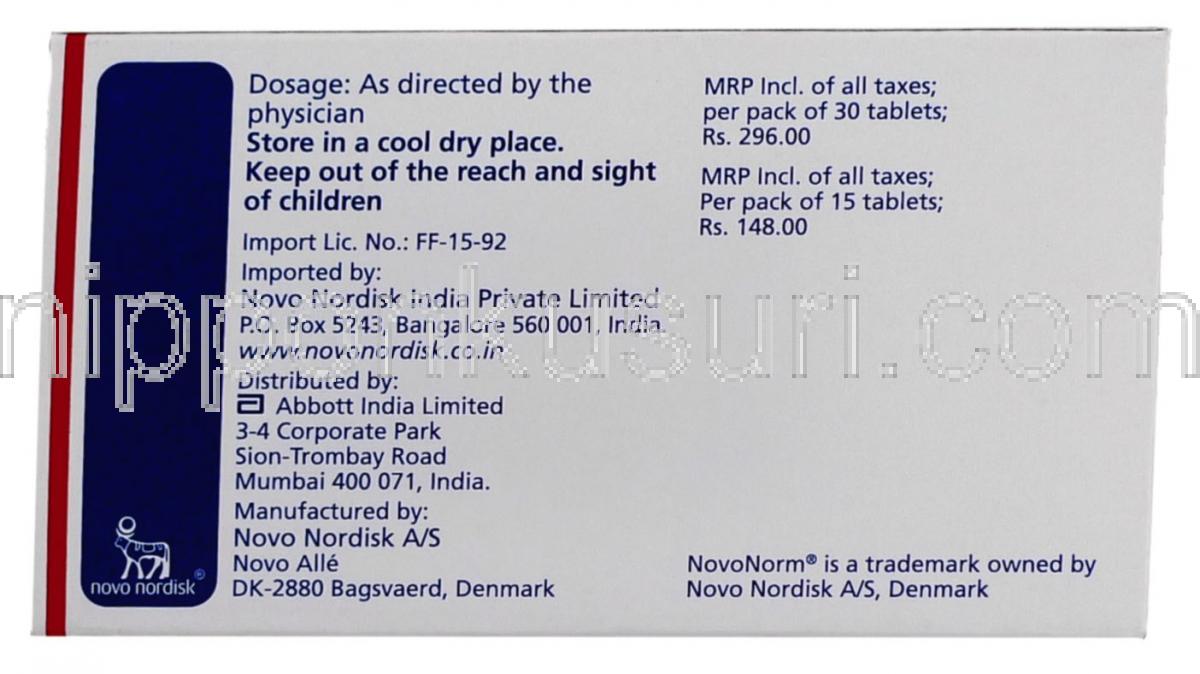 Dosage: As directed by the
physician
Store in a cool dry place.
Keep out of the reach and sight
of children
Import Lic. No.: FF-15-92
Imported by:
Novo Nordisk India Private Limited
P.O. Box 5243, Bangalore 560 001, India.
www.novonordisk.co.in
Distributed by:
Abbott India Limited
3-4 Corporate Park
Sion-Trombay Road
Mumbai 400 071, India.
Manufactured by:
Novo Nordisk A/S
Novo Allé
DK-2880 Bagsvaerd, Denmark
novo nordisk®
MRP Incl. of all taxes;
per pack of 30 tablets;
Rs. 296.00
MRP Incl. of all taxes;
Per pack of 15 tablets;
Rs. 148.00
NovoNorm® is a trademark owned by
Novo Nordisk A/S, Denmark
nipponkusuri.com